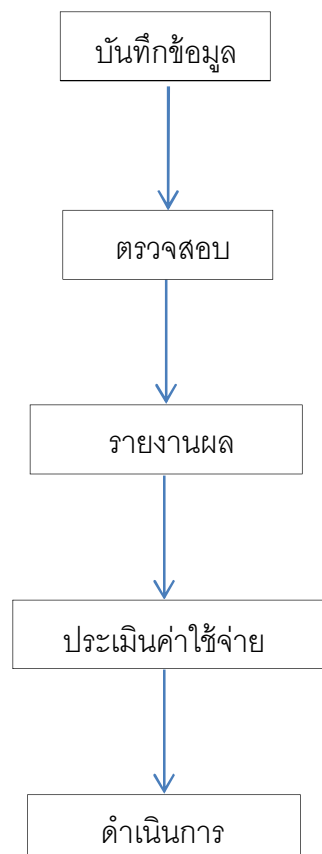 บันทึกข้อมูล
ตรวจสอบ
รายงานผล
ประเมินค่าใช้จ่าย
ดำเนินการ